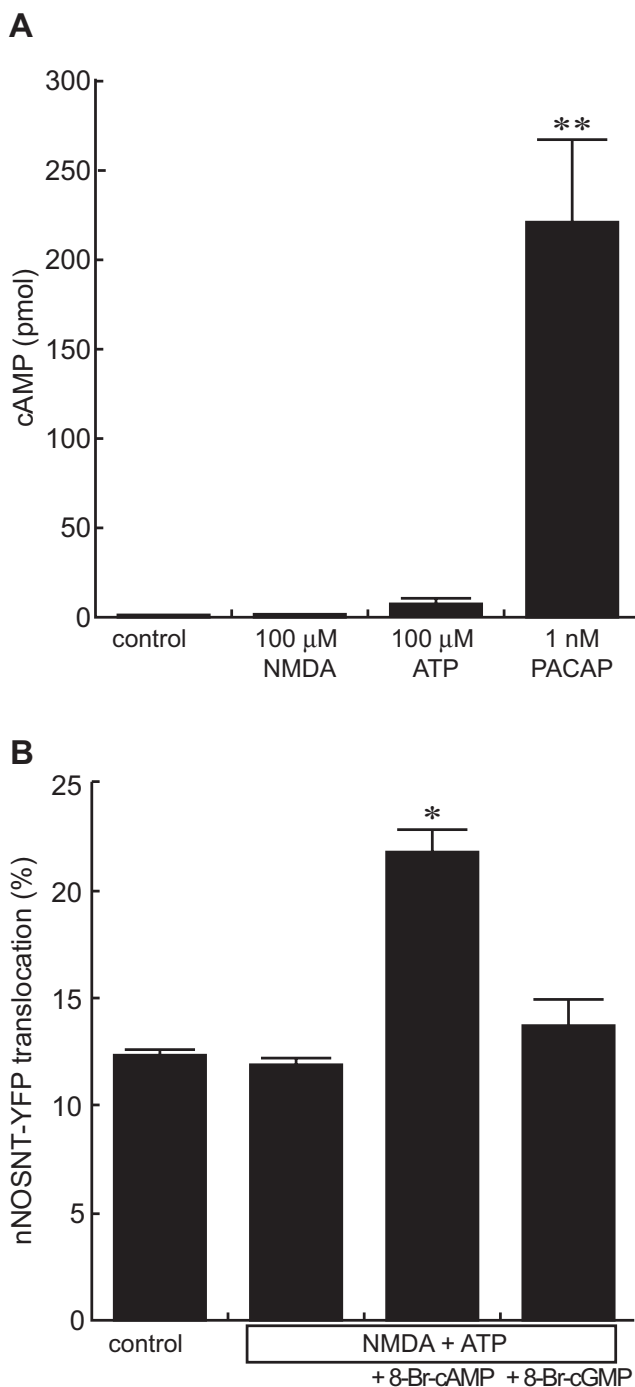 A
300
250
200
150
100
50
0
cAMP (pmol)
**
control
100 μM
NMDA
100 μM
ATP
1 nM
PACAP
B
25
20
15
10
5
0
nNOSNT-YFP translocation (%)
*
control
NMDA + ATP
+ 8-Br-cAMP + 8-Br-cGMP